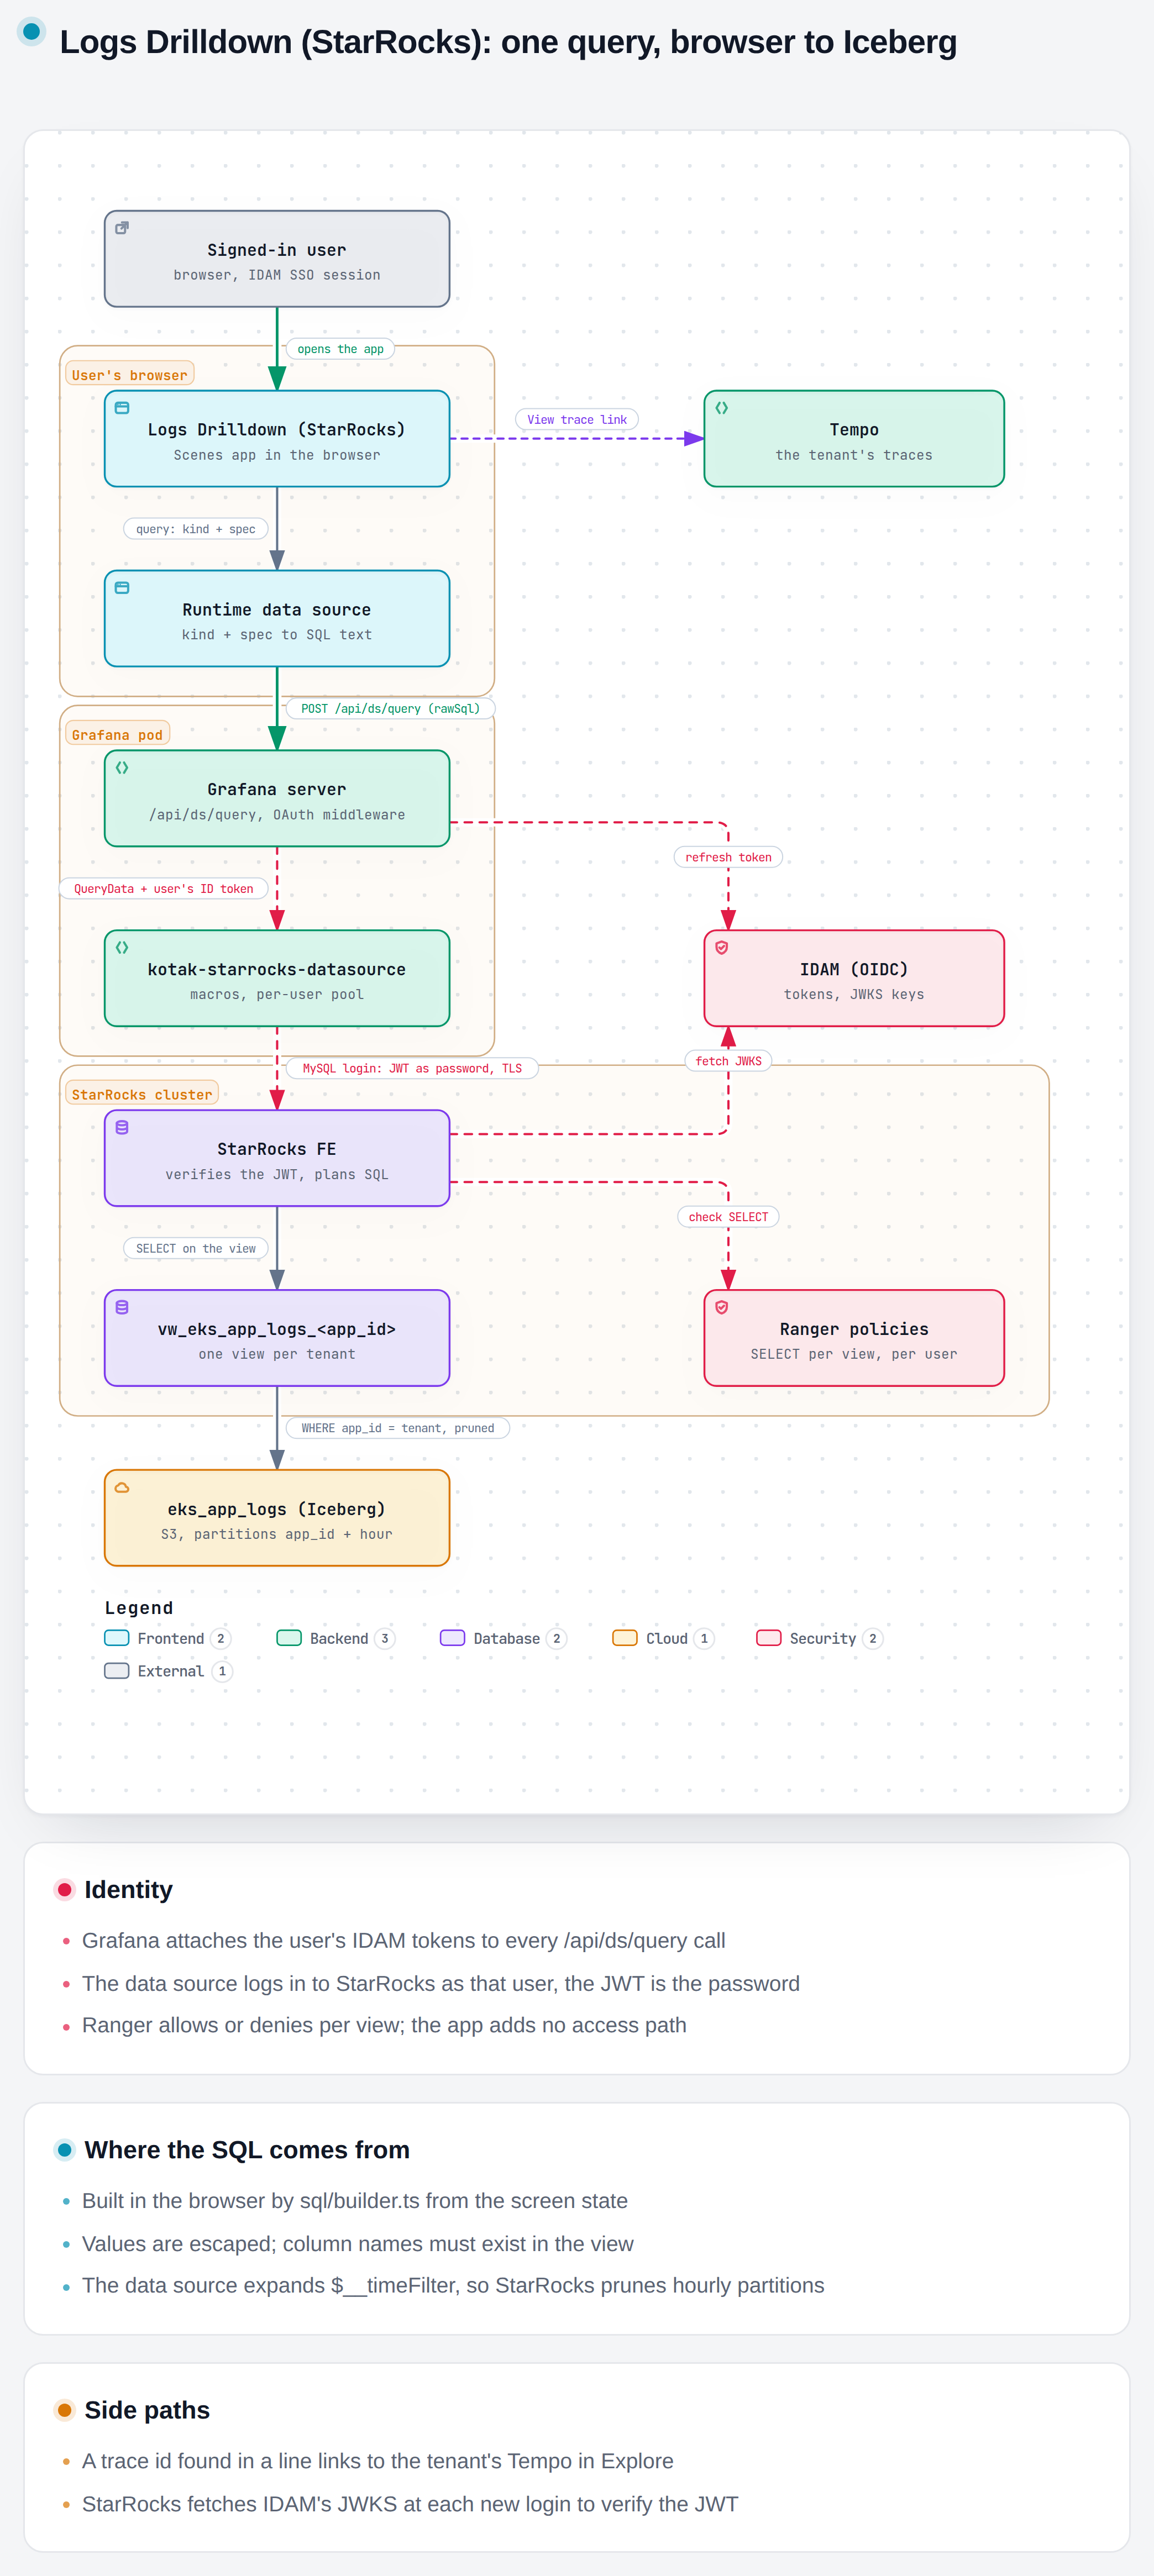 Logs Drilldown (StarRocks): one query, browser to Iceberg
Signed-in user
browser, IDAM SSO session
opens the app
User's browser
Logs Drilldown (StarRocks)
Scenes app in the browser
View trace link
Tempo
the tenant's traces
query: kind + spec
Runtime data source
kind + spec to SQL text
POST /api/ds/query (rawSql)
Grafana pod
Grafana server
/api/ds/query, OAuth middleware
refresh token
QueryData + user's ID token
kotak-starrocks-datasource
macros, per-user pool
IDAM (OIDC)
tokens, JWKS keys
MySQL login: JWT as password, TLS
fetch JWKS
StarRocks cluster
StarRocks FE
verifies the JWT, plans SQL
check SELECT
SELECT on the view
vw_eks_app_logs_<app_id>
one view per tenant
Ranger policies
SELECT per view, per user
WHERE app_id = tenant, pruned
eks_app_logs (Iceberg)
S3, partitions app_id + hour
Legend
Frontend 2 Backend 3 Database 2 Cloud 1 Security 2
External 1
Identity
Grafana attaches the user's IDAM tokens to every /api/ds/query call
The data source logs in to StarRocks as that user, the JWT is the password
Ranger allows or denies per view; the app adds no access path
Where the SQL comes from
Built in the browser by sql/builder.ts from the screen state
Values are escaped; column names must exist in the view
The data source expands $__timeFilter, so StarRocks prunes hourly partitions
Side paths
A trace id found in a line links to the tenant's Tempo in Explore
StarRocks fetches IDAM's JWKS at each new login to verify the JWT